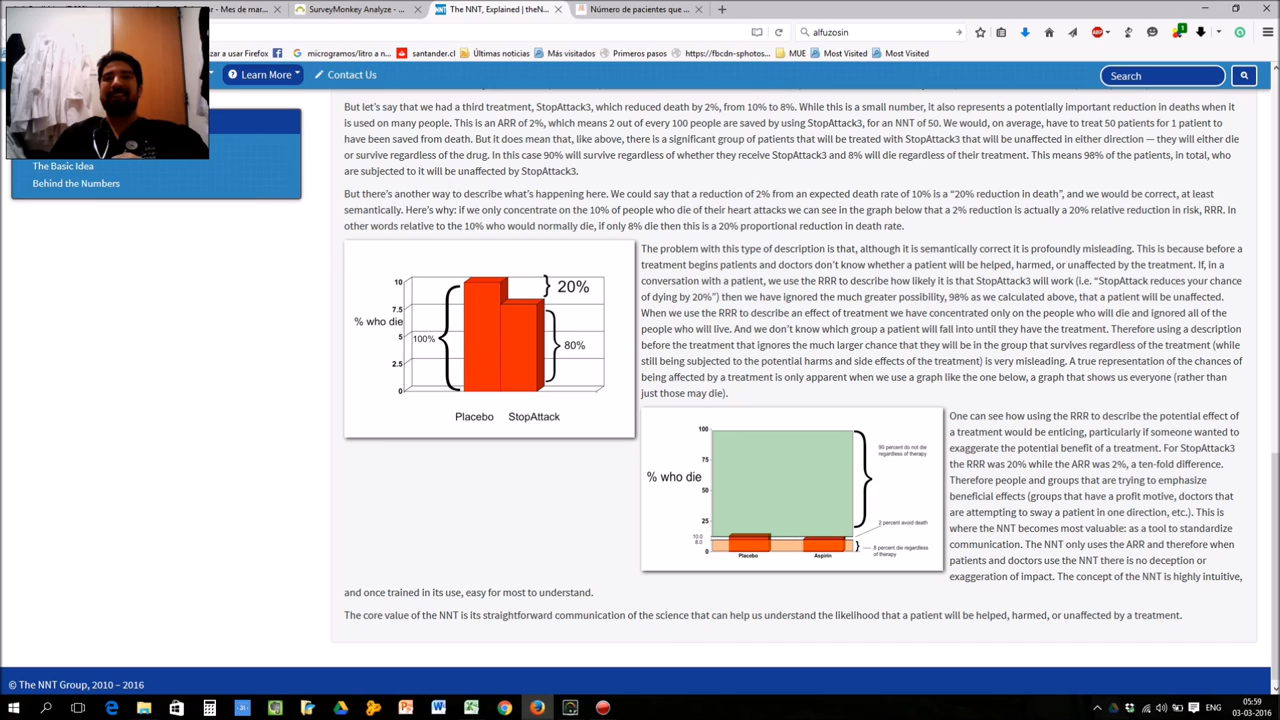 - Mes de mar...
SurveyMonkey Analyze - ...
The NNT, Explained | theN...
Número de pacientes que ...
alfuzosin
zar a usar Firefox
microgramos/litro a n...
santander.cl
Últimas noticias
Más visitados
Primeros pasos
https://fbcdn-sphotos...
MUE
Most Visited
Most Visited
Learn More
Contact Us
Search
The Basic Idea
Behind the Numbers
But let's say that we had a third treatment, StopAttack3, which reduced death by 2%, from 10% to 8%. While this is a small number, it also represents a potentially important reduction in deaths when it
is used on many people. This is an ARR of 2%, which means 2 out of every 100 people are saved by using StopAttack3, for an NNT of 50. We would, on average, have to treat 50 patients for 1 patient to
have been saved from death. But it does mean that, like above, there is a significant group of patients that will be treated with StopAttack3 that will be unaffected in either direction — they will either die
or survive regardless of the drug. In this case 90% will survive regardless of whether they receive StopAttack3 and 8% will die regardless of their treatment. This means 98% of the patients, in total, who
are subjected to it will be unaffected by StopAttack3.
But there's another way to describe what's happening here. We could say that a reduction of 2% from an expected death rate of 10% is a “20% reduction in death”, and we would be correct, at least
semantically. Here's why: if we only concentrate on the 10% of people who die of their heart attacks we can see in the graph below that a 2% reduction is actually a 20% relative reduction in risk, RRR. In
other words relative to the 10% who would normally die, if only 8% die then this is a 20% proportional reduction in death rate.
10
7.5
5
2.5
0
% who die
100%
20%
80%
Placebo
StopAttack
The problem with this type of description is that, although it is semantically correct it is profoundly misleading. This is because before a
treatment begins patients and doctors don't know whether a patient will be helped, harmed, or unaffected by the treatment. If, in a
conversation with a patient, we use the RRR to describe how likely it is that StopAttack3 will work (i.e. “StopAttack reduces your chance
of dying by 20%”) then we have ignored the much greater possibility, 98% as we calculated above, that a patient will be unaffected.
When we use the RRR to describe an effect of treatment we have concentrated only on the people who will die and ignored all of the
people who will live. And we don't know which group a patient will fall into until they have the treatment. Therefore using a description
before the treatment that ignores the much larger chance that they will be in the group that survives regardless of the treatment (while
still being subjected to the potential harms and side effects of the treatment) is very misleading. A true representation of the chances of
being affected by a treatment is only apparent when we use a graph like the one below, a graph that shows us everyone (rather than
just those may die).
100
75
50
25
10.0
8.0
0
% who die
90 percent do not die
regardless of therapy
2 percent avoid death
8 percent die regardless
of therapy
Placebo
Aspirin
One can see how using the RRR to describe the potential effect of
a treatment would be enticing, particularly if someone wanted to
exaggerate the potential benefit of a treatment. For StopAttack3
the RRR was 20% while the ARR was 2%, a ten-fold difference.
Therefore people and groups that are trying to emphasize
beneficial effects (groups that have a profit motive, doctors that
are attempting to sway a patient in one direction, etc.). This is
where the NNT becomes most valuable: as a tool to standardize
communication. The NNT only uses the ARR and therefore when
patients and doctors use the NNT there is no deception or
exaggeration of impact. The concept of the NNT is highly intuitive,
and once trained in its use, easy for most to understand.
The core value of the NNT is its straightforward communication of the science that can help us understand the likelihood that a patient will be helped, harmed, or unaffected by a treatment.
© The NNT Group, 2010 – 2016
ENG
05:59
03-03-2016